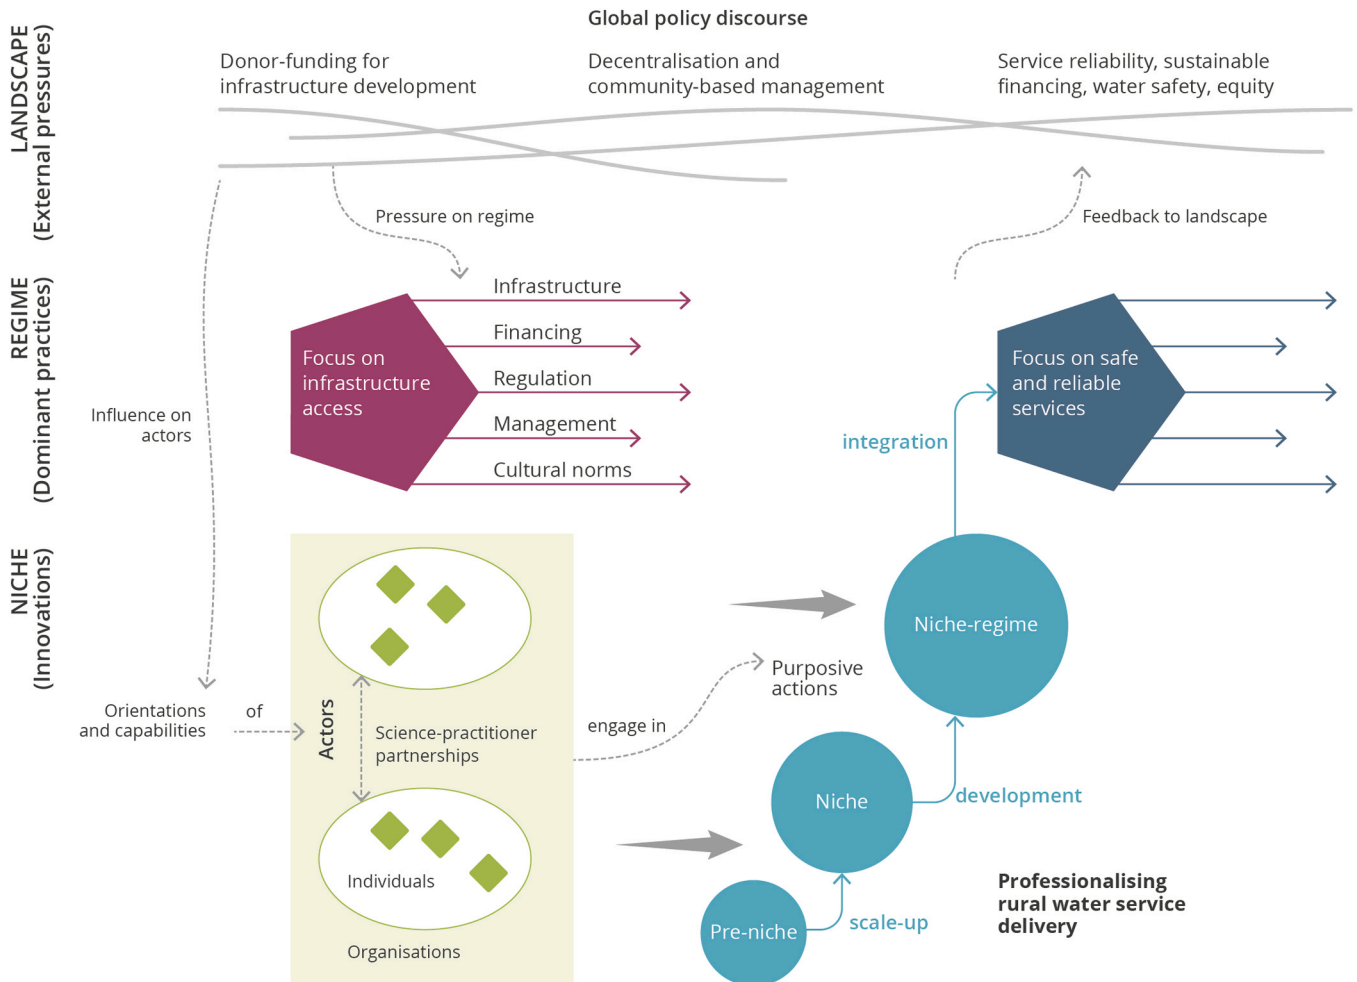 Global policy discourse
LANDSCAPE
(External pressures)
Donor-funding for
infrastructure development
Decentralisation and
community-based management
Service reliability, sustainable
financing, water safety, equity
Pressure on regime
Feedback to landscape
REGIME
(Dominant practices)
Influence on
actors
Focus on
infrastructure
access
Infrastructure
Financing
Regulation
Management
Cultural norms
integration
Focus on safe
and reliable
services
NICHE
(Innovations)
Orientations
and capabilities
of
Actors
Science-practitioner
partnerships
Individuals
Organisations
engage in
Purposive
actions
Niche-regime
Niche
development
Pre-niche
scale-up
Professionalising
rural water service
delivery